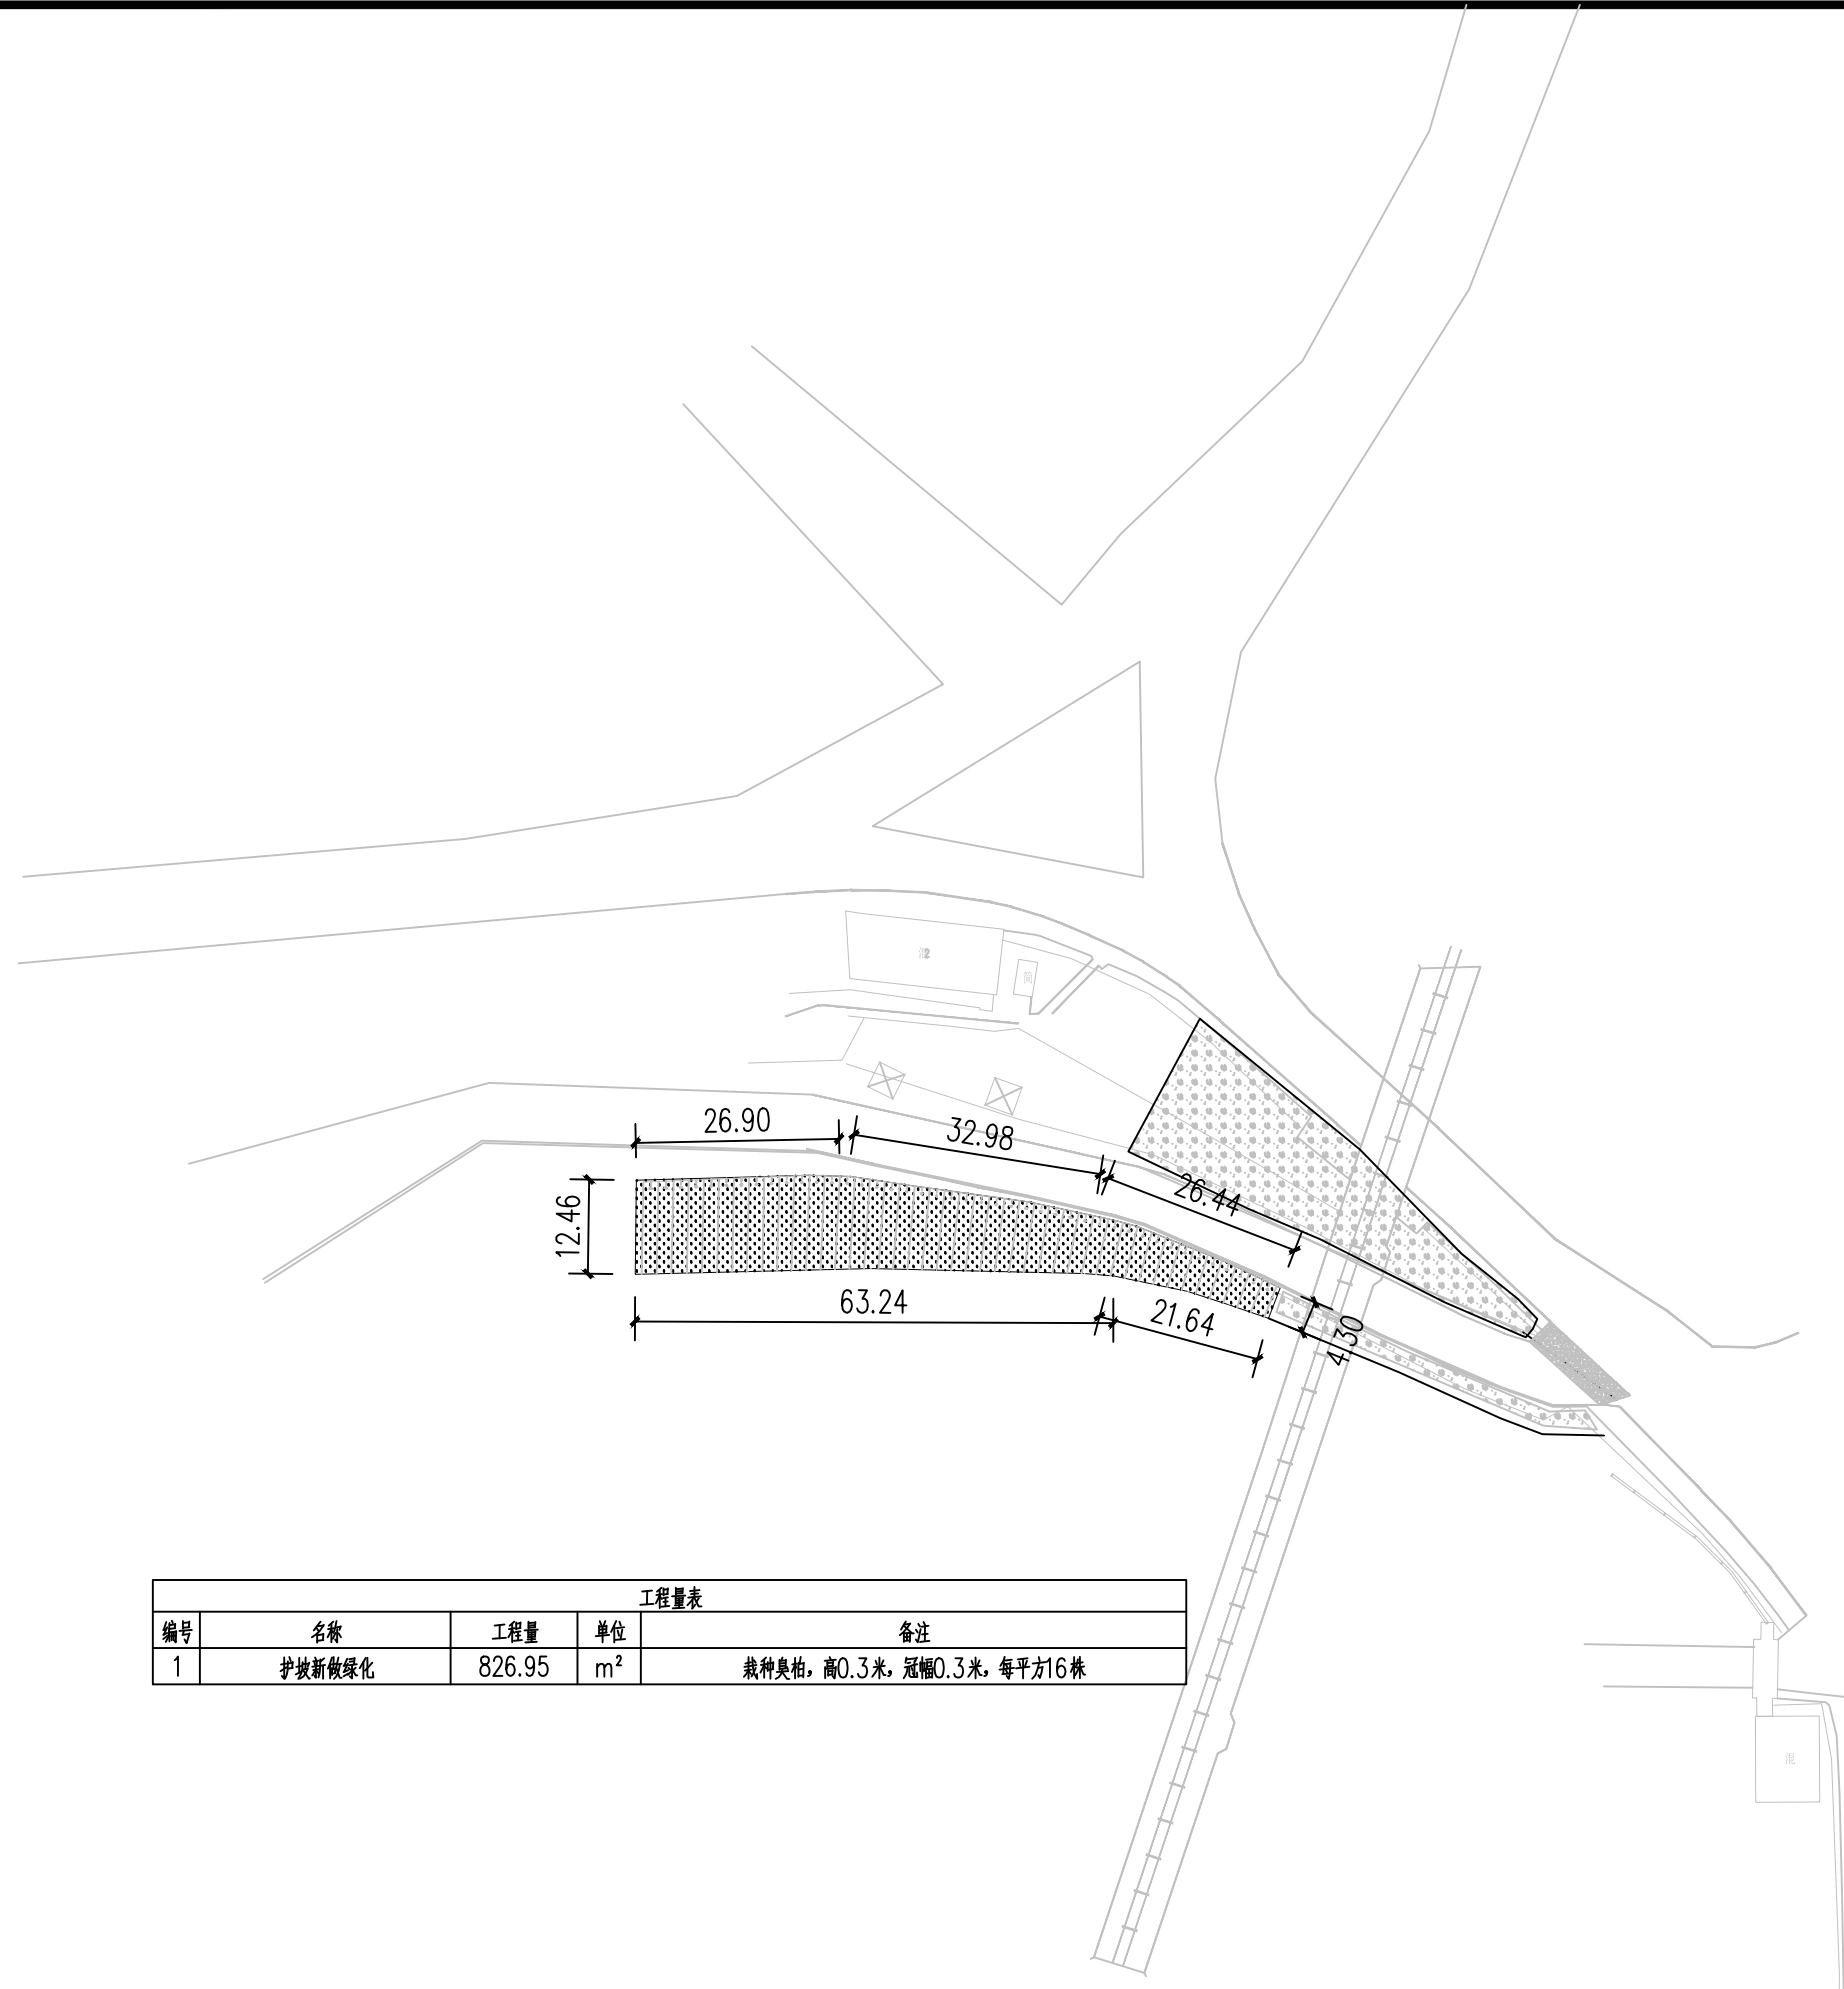 混2
简
26.90
32.98
26.44
12.46
63.24
21.64
4.30
工程量表
编号 名称 工程量 单位 备注
1 护坡新做绿化 826.95 m² 栽种臭柏，高0.3米，冠幅0.3米，每平方16株
混